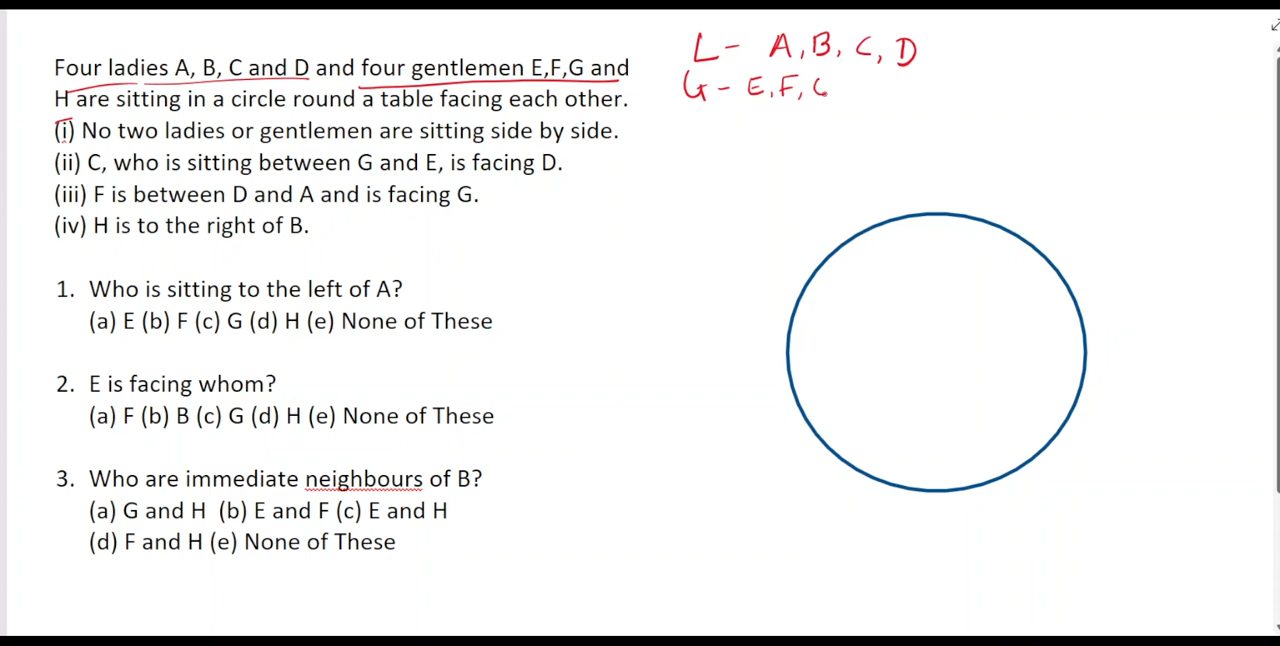 Four ladies A, B, C and D and four gentlemen E,F,G and
H are sitting in a circle round a table facing each other.
(i) No two ladies or gentlemen are sitting side by side.
(ii) C, who is sitting between G and E, is facing D.
(iii) F is between D and A and is facing G.
(iv) H is to the right of B.
1. Who is sitting to the left of A?
(a) E (b) F (c) G (d) H (e) None of These
2. E is facing whom?
(a) F (b) B (c) G (d) H (e) None of These
3. Who are immediate neighbours of B?
(a) G and H (b) E and F (c) E and H
(d) F and H (e) None of These
L - A, B, C, D
G - E, F,